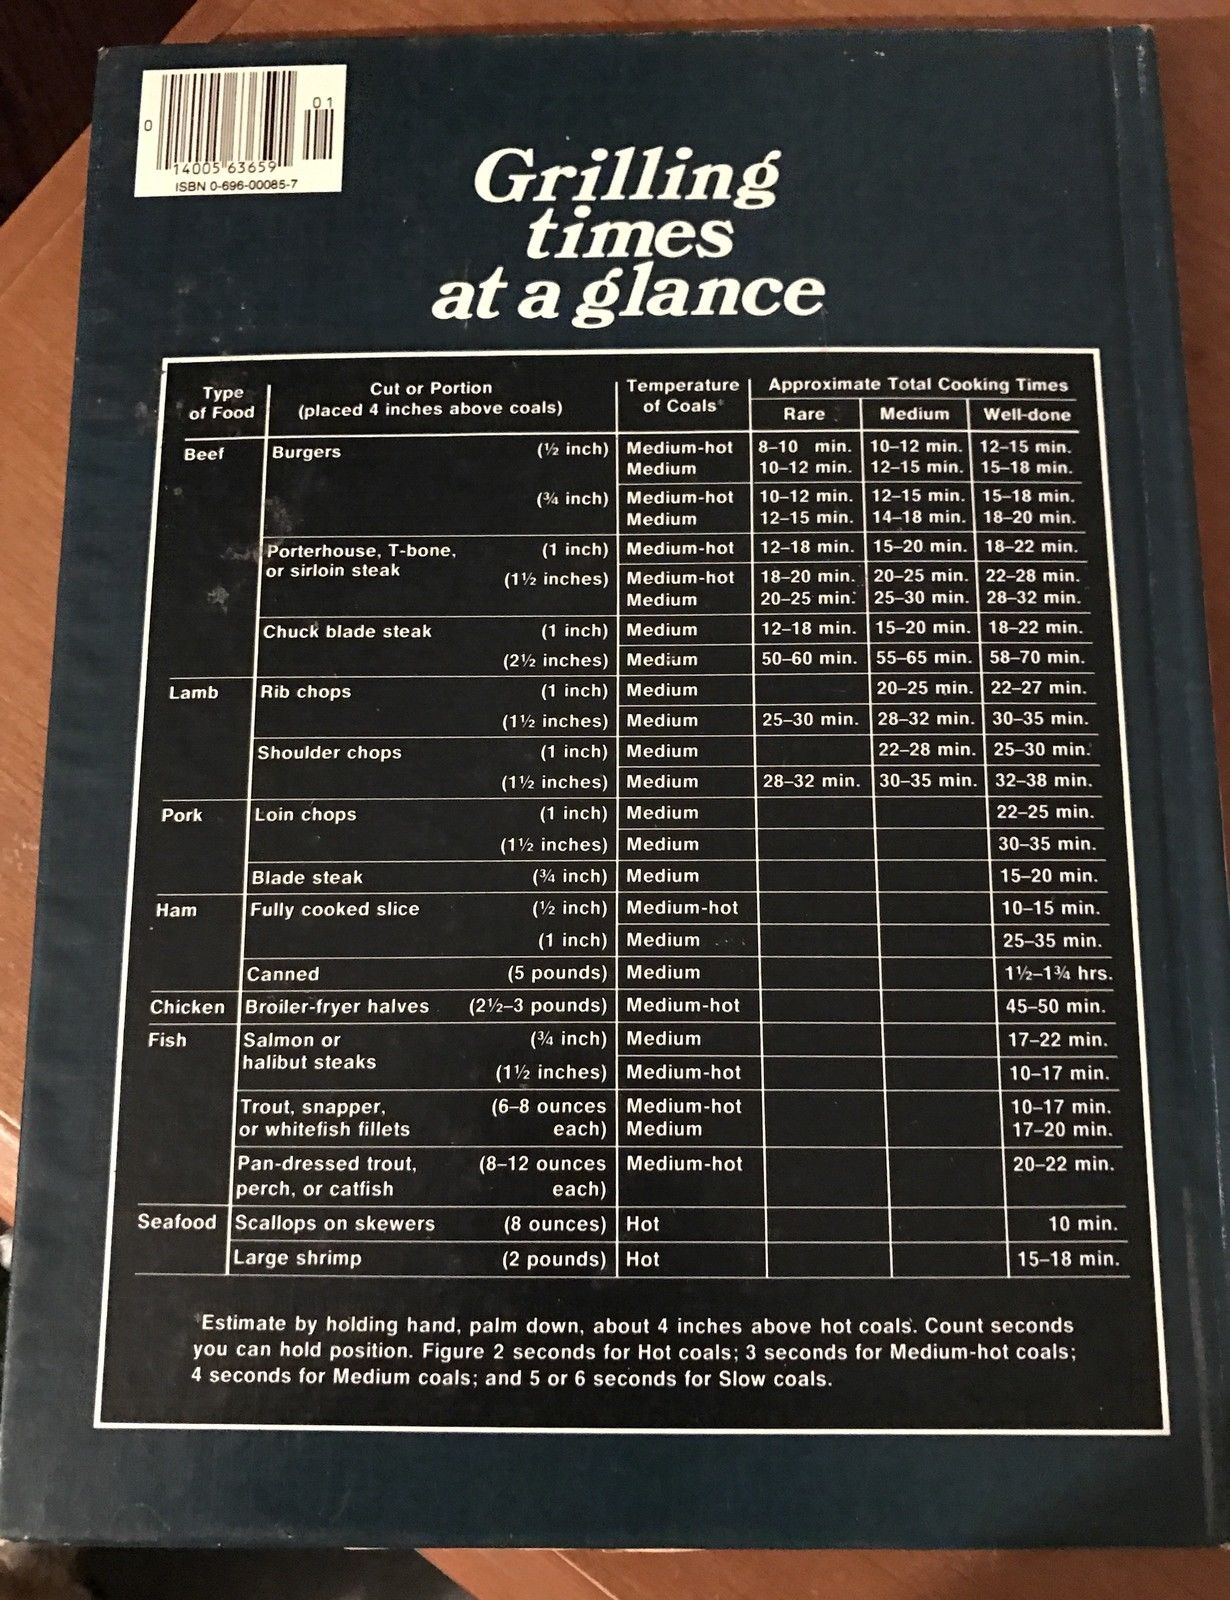 01
0
14005 63659
ISBN 0-696-00085-7
Grilling
times
at a glance
Type of Food | Cut or Portion (placed 4 inches above coals) | Temperature of Coals* | Approximate Total Cooking Times
Rare | Medium | Well-done
Beef Burgers (½ inch) Medium-hot 8–10 min. 10–12 min. 12–15 min.
Medium 10–12 min. 12–15 min. 15–18 min.
(¾ inch) Medium-hot 10–12 min. 12–15 min. 15–18 min.
Medium 12–15 min. 14–18 min. 18–20 min.
Porterhouse, T-bone, (1 inch) Medium-hot 12–18 min. 15–20 min. 18–22 min.
or sirloin steak (1½ inches) Medium-hot 18–20 min. 20–25 min. 22–28 min.
Medium 20–25 min. 25–30 min. 28–32 min.
Chuck blade steak (1 inch) Medium 12–18 min. 15–20 min. 18–22 min.
(2½ inches) Medium 50–60 min. 55–65 min. 58–70 min.
Lamb Rib chops (1 inch) Medium 20–25 min. 22–27 min.
(1½ inches) Medium 25–30 min. 28–32 min. 30–35 min.
Shoulder chops (1 inch) Medium 22–28 min. 25–30 min.
(1½ inches) Medium 28–32 min. 30–35 min. 32–38 min.
Pork Loin chops (1 inch) Medium 22–25 min.
(1½ inches) Medium 30–35 min.
Blade steak (¾ inch) Medium 15–20 min.
Ham Fully cooked slice (½ inch) Medium-hot 10–15 min.
(1 inch) Medium 25–35 min.
Canned (5 pounds) Medium 1½–1¾ hrs.
Chicken Broiler-fryer halves (2½–3 pounds) Medium-hot 45–50 min.
Fish Salmon or (¾ inch) Medium 17–22 min.
halibut steaks (1½ inches) Medium-hot 10–17 min.
Trout, snapper, (6–8 ounces Medium-hot 10–17 min.
or whitefish fillets each) Medium 17–20 min.
Pan-dressed trout, (8–12 ounces Medium-hot 20–22 min.
perch, or catfish each)
Seafood Scallops on skewers (8 ounces) Hot 10 min.
Large shrimp (2 pounds) Hot 15–18 min.
*Estimate by holding hand, palm down, about 4 inches above hot coals. Count seconds
you can hold position. Figure 2 seconds for Hot coals; 3 seconds for Medium-hot coals;
4 seconds for Medium coals; and 5 or 6 seconds for Slow coals.